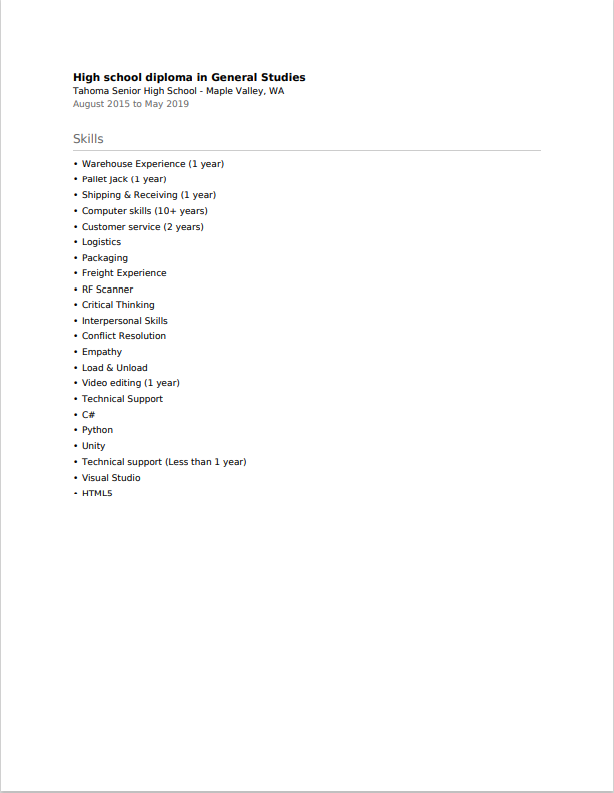 High school diploma in General Studies
Tahoma Senior High School - Maple Valley, WA
August 2015 to May 2019
Skills
• Warehouse Experience (1 year)
• Pallet Jack (1 year)
• Shipping & Receiving (1 year)
• Computer skills (10+ years)
• Customer service (2 years)
• Logistics
• Packaging
• Freight Experience
• RF Scanner
• Critical Thinking
• Interpersonal Skills
• Conflict Resolution
• Empathy
• Load & Unload
• Video editing (1 year)
• Technical Support
• C#
• Python
• Unity
• Technical support (Less than 1 year)
• Visual Studio
• HTML5